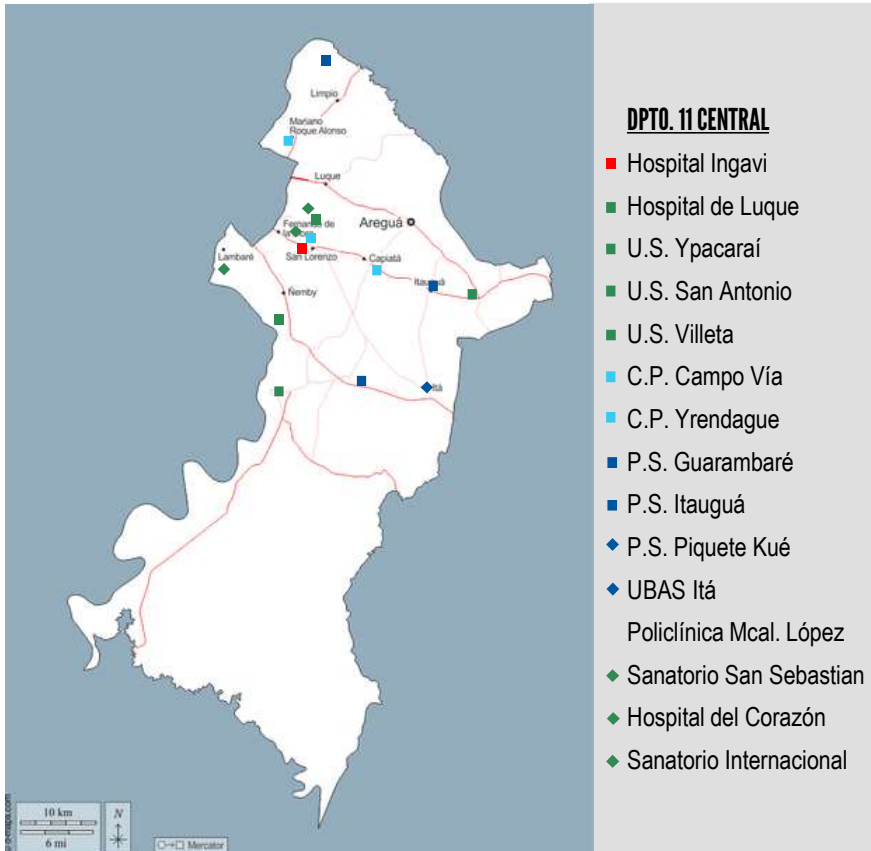 Limpio
Mariano
Roque Alonso
Luque
Fernando de
Areguá
Lambaré
San Lorenzo
Capiatá
Itauguá
Ñemby
Itá
10 km
6 mi
N
Mercator
DPTO. 11 CENTRAL
Hospital Ingavi
Hospital de Luque
U.S. Ypacaraí
U.S. San Antonio
U.S. Villeta
C.P. Campo Vía
C.P. Yrendague
P.S. Guarambaré
P.S. Itauguá
P.S. Piquete Kué
UBAS Itá
Policlínica Mcal. López
Sanatorio San Sebastian
Hospital del Corazón
Sanatorio Internacional